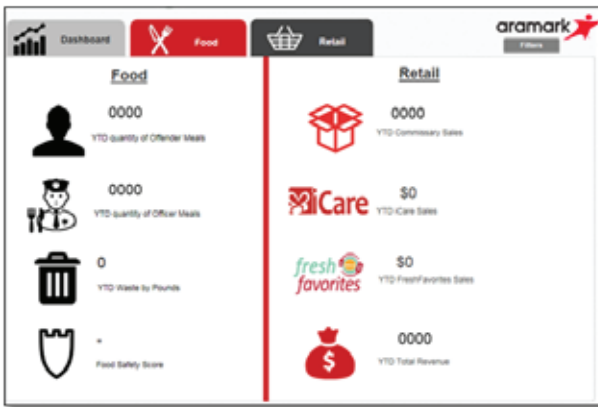 Dashboard
Food
Retail
aramark
Filters
Food
0000
YTD quantity of Offender Meals
0000
YTD quantity of Officer Meals
0
YTD Waste by Pounds
-
Food Safety Score
Retail
0000
YTD Commissary Sales
iCare
$0
YTD iCare Sales
fresh
favorites
$0
YTD FreshFavorites Sales
$
0000
YTD Total Revenue